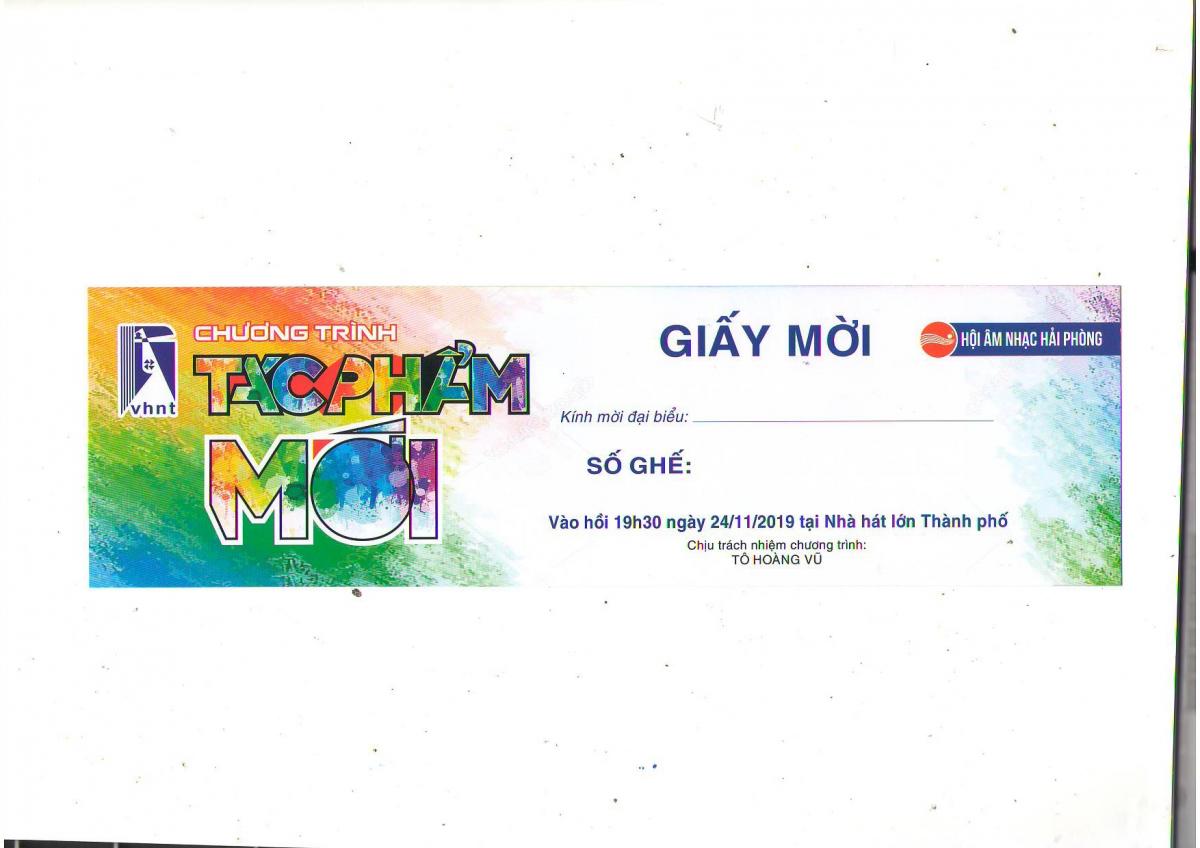 vhnt
CHƯƠNG TRÌNH
TÁC PHẨM
MỚI
GIẤY MỜI
HỘI ÂM NHẠC HẢI PHÒNG
Kính mời đại biểu:
SỐ GHẾ:
Vào hồi 19h30 ngày 24/11/2019 tại Nhà hát lớn Thành phố
Chịu trách nhiệm chương trình:
TÔ HOÀNG VŨ